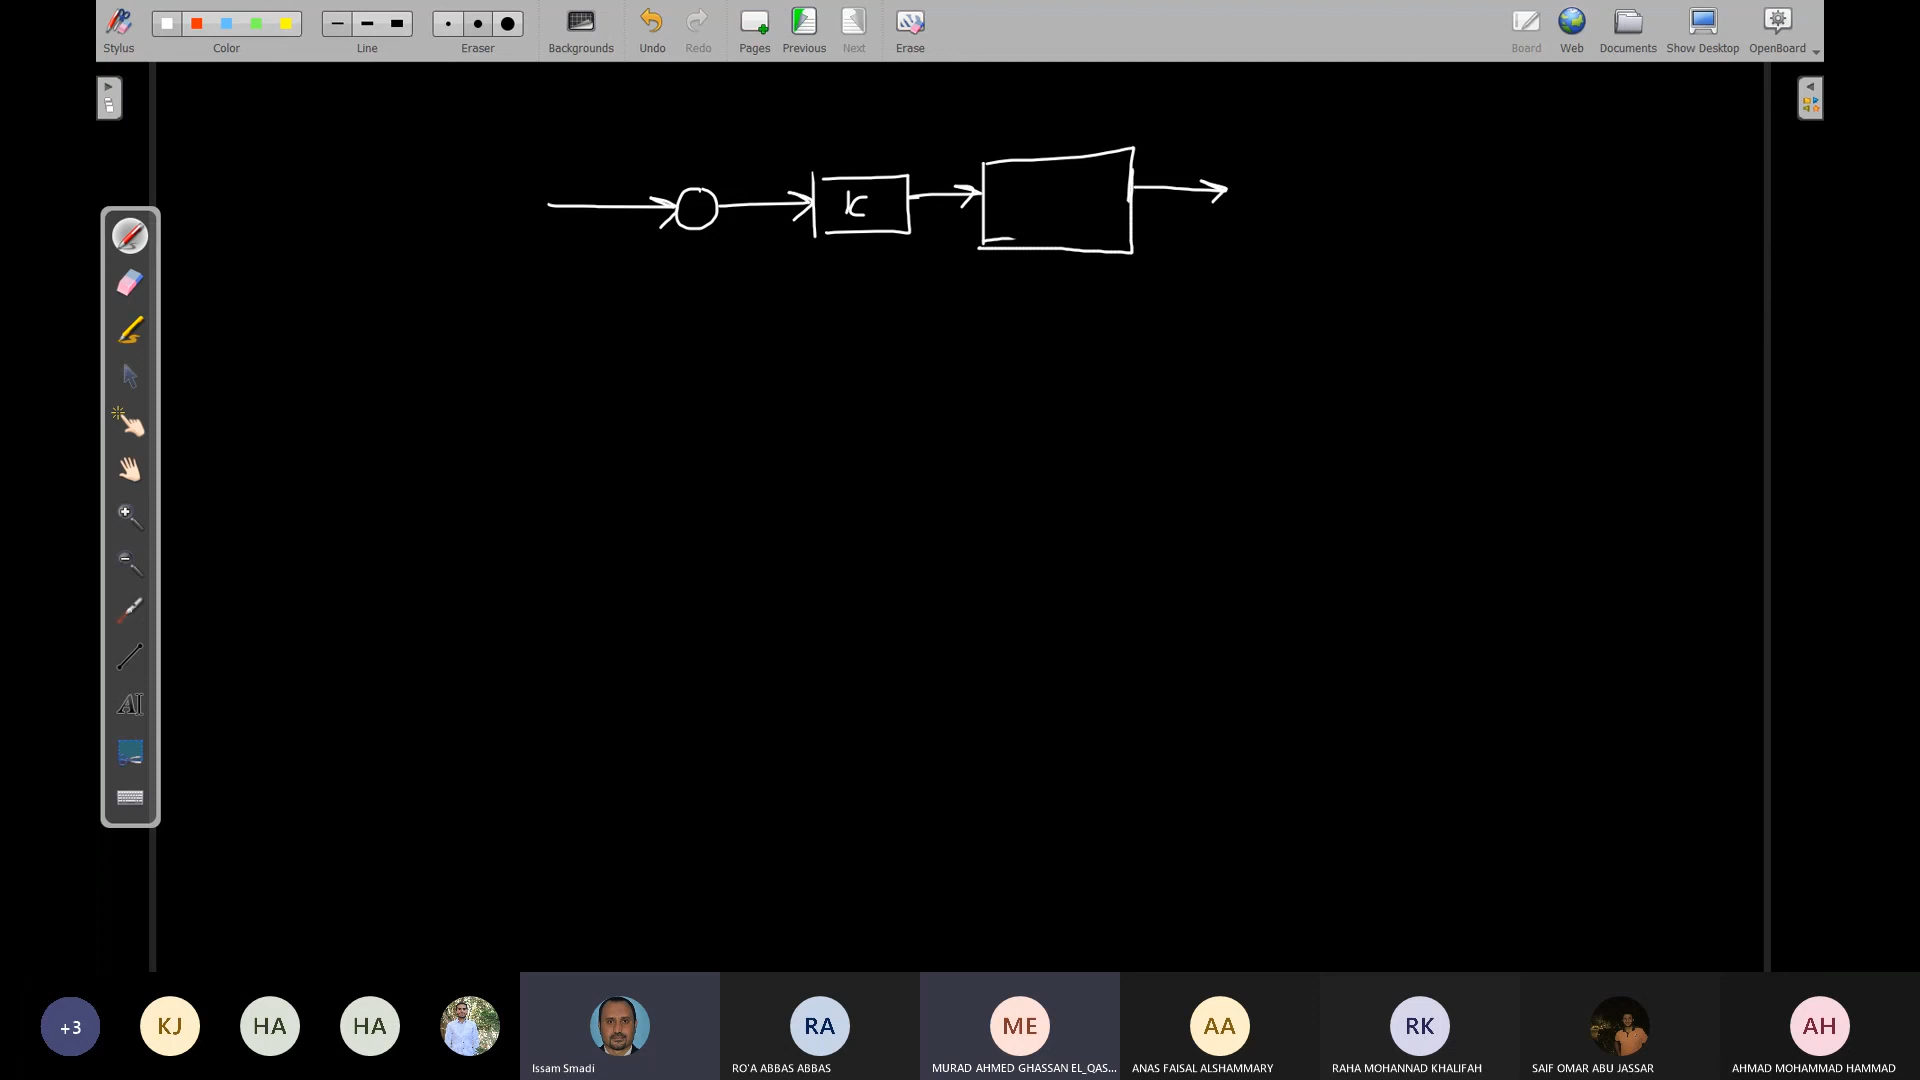 Stylus
Color
Line
Eraser
Backgrounds
Undo
Redo
Pages
Previous
Next
Erase
Board
Web
Documents
Show Desktop
OpenBoard
K
AI
+3
KJ
HA
HA
Issam Smadi
RA
RO'A ABBAS ABBAS
ME
MURAD AHMED GHASSAN EL_QAS...
AA
ANAS FAISAL ALSHAMMARY
RK
RAHA MOHANNAD KHALIFAH
SAIF OMAR ABU JASSAR
AH
AHMAD MOHAMMAD HAMMAD